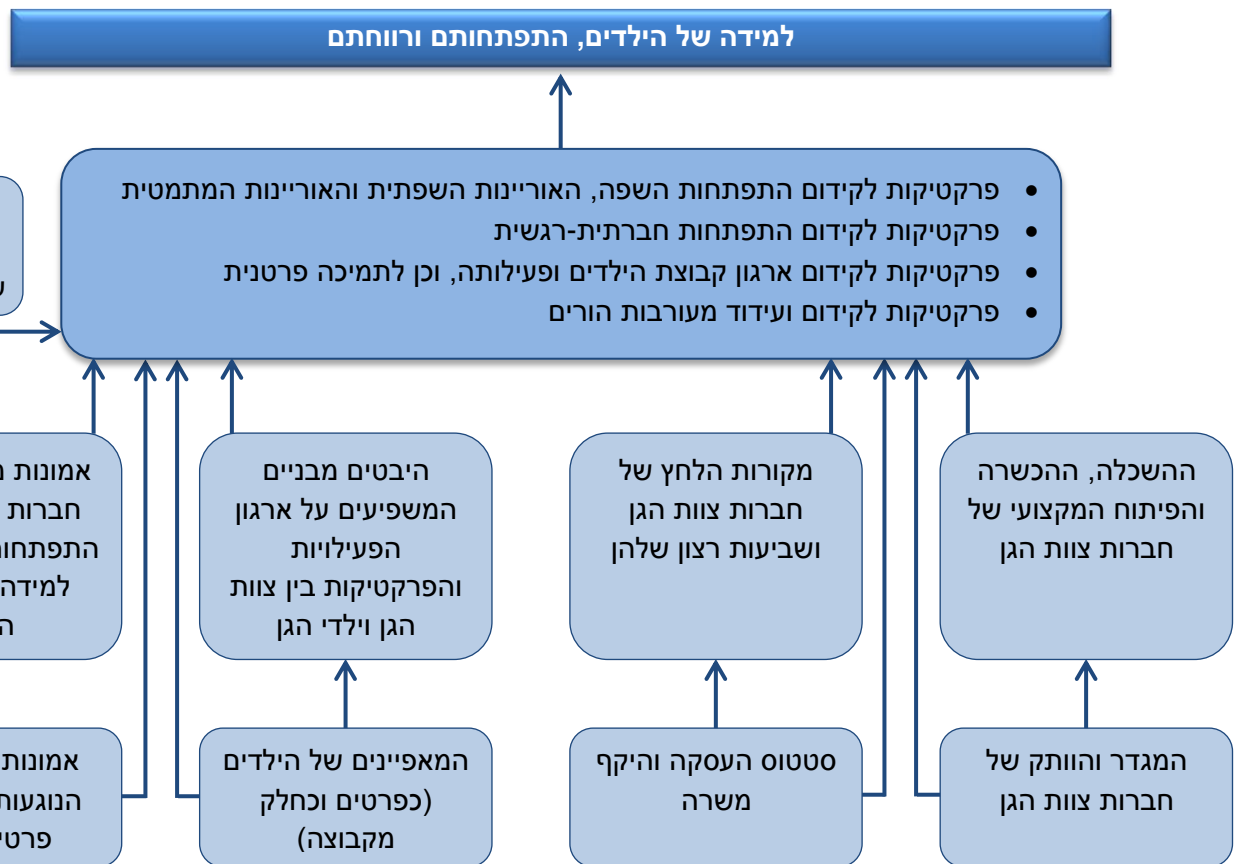 למידה של הילדים, התפתחותם ורווחתם
• פרקטיקות לקידום התפתחות השפה, האוריינות השפתית והאוריינות המתמטית
• פרקטיקות לקידום התפתחות חברתית-רגשית
• פרקטיקות לקידום ארגון קבוצת הילדים ופעילותה, וכן לתמיכה פרטנית
• פרקטיקות לקידום ועידוד מעורבות הורים
ההשכלה, ההכשרה
והפיתוח המקצועי של
חברות צוות הגן
מקורות הלחץ של
חברות צוות הגן
ושביעות רצון שלהן
היבטים מבניים
המשפיעים על ארגון
הפעילויות
והפרקטיקות בין צוות
הגן וילדי הגן
אמונות
חברות
למידה
המגדר והוותק של
חברות צוות הגן
סטטוס העסקה והיקף
משרה
המאפיינים של הילדים
(כפרטים וכחלק
מקבוצה)
אמונות